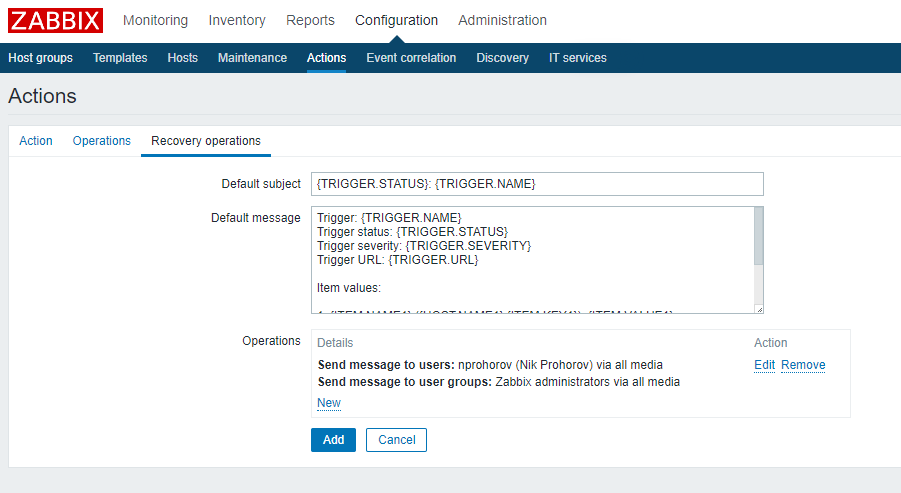 ZABBIX Monitoring Inventory Reports Configuration Administration
Host groups Templates Hosts Maintenance Actions Event correlation Discovery IT services
Actions
Action Operations Recovery operations
Default subject {TRIGGER.STATUS}: {TRIGGER.NAME}
Default message Trigger: {TRIGGER.NAME}
Trigger status: {TRIGGER.STATUS}
Trigger severity: {TRIGGER.SEVERITY}
Trigger URL: {TRIGGER.URL}
Item values:
Operations Details Action
Send message to users: nprohorov (Nik Prohorov) via all media Edit Remove
Send message to user groups: Zabbix administrators via all media
New
Add Cancel